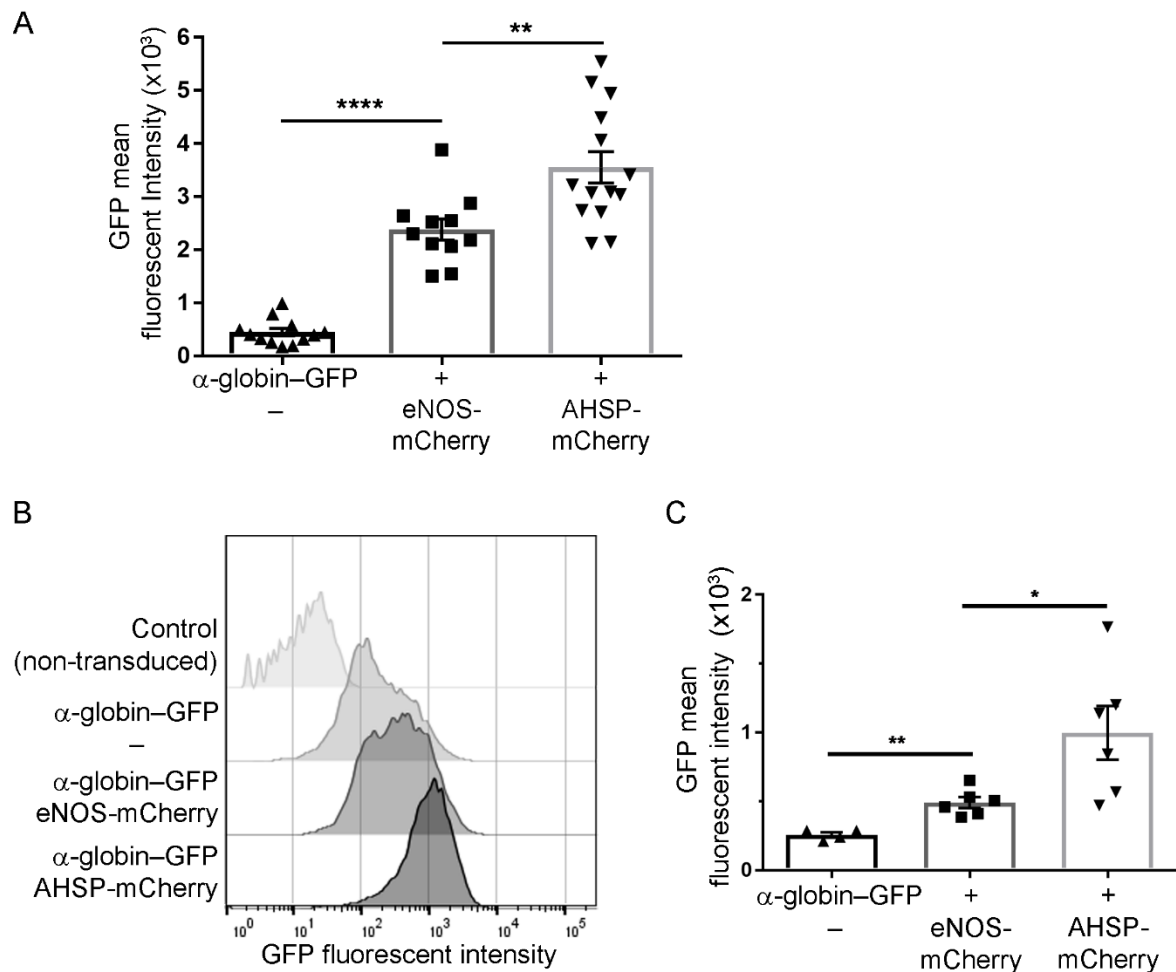 A
GFP mean
fluorescent Intensity (x10³)
6
5
4
3
2
1
0
****
**
α-globin–GFP + +
– eNOS- AHSP-
mCherry mCherry
B
Control
(non-transduced)
α-globin–GFP
–
α-globin–GFP
eNOS-mCherry
α-globin–GFP
AHSP-mCherry
10⁰ 10¹ 10² 10³ 10⁴ 10⁵
GFP fluorescent intensity
C
GFP mean
fluorescent intensity (x10³)
2
1
0
**
*
α-globin–GFP + +
– eNOS- AHSP-
mCherry mCherry